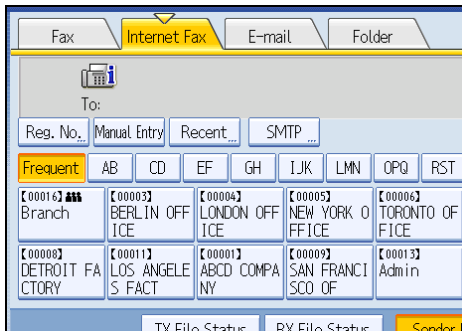 Fax Internet Fax E-mail Folder
To:
Reg. No. Manual Entry Recent SMTP
Frequent AB CD EF GH IJK LMN OPQ RST
【00016】 【00003】 【00004】 【00005】 【00006】
Branch BERLIN OFF LONDON OFF NEW YORK O TORONTO OF
ICE ICE FFICE FICE
【00008】 【00011】 【00001】 【00009】 【00013】
DETROIT FA LOS ANGELE ABCD COMPA SAN FRANCI Admin
CTORY S FACT NY SCO OF
TX File Status RX File Status Sender